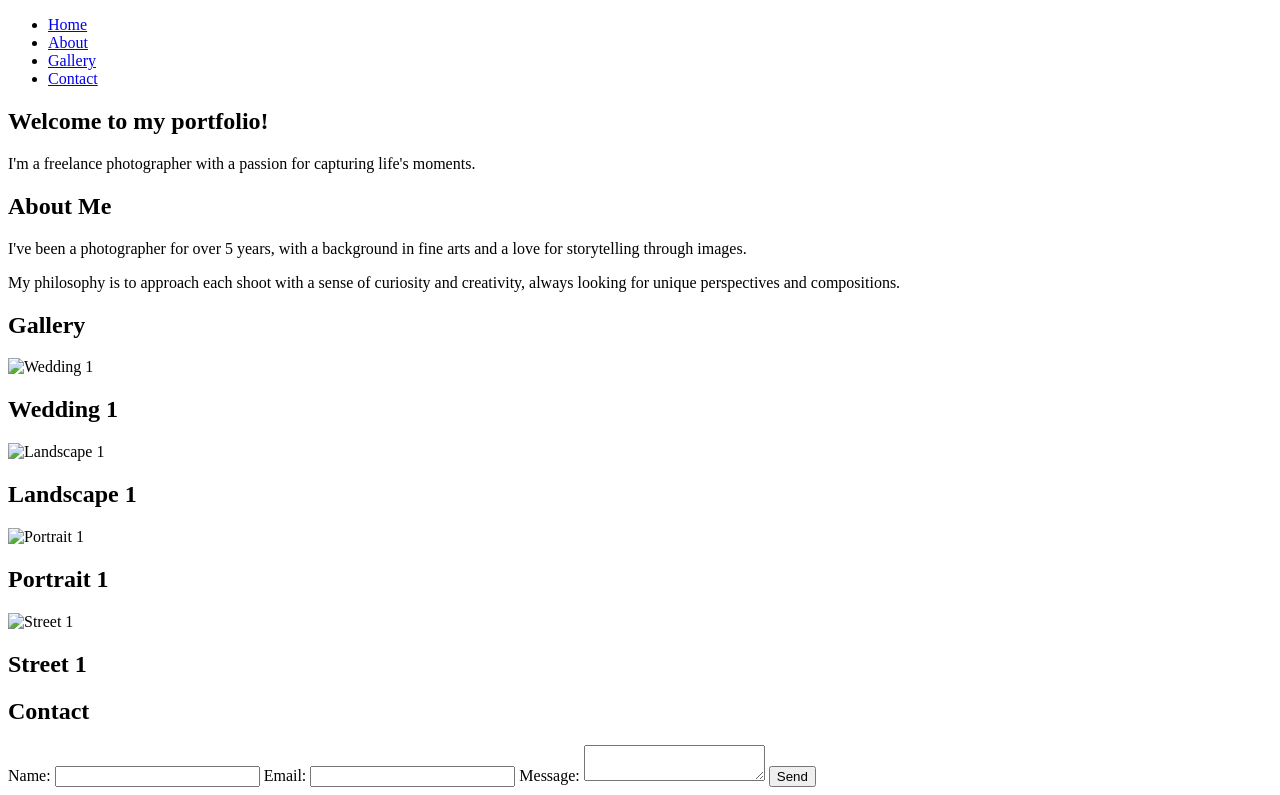 Home
About
Gallery
Contact
Welcome to my portfolio!
I'm a freelance photographer with a passion for capturing life's moments.
About Me
I've been a photographer for over 5 years, with a background in fine arts and a love for storytelling through images.
My philosophy is to approach each shoot with a sense of curiosity and creativity, always looking for unique perspectives and compositions.
Gallery
Wedding 1
Wedding 1
Landscape 1
Landscape 1
Portrait 1
Portrait 1
Street 1
Street 1
Contact
Name: Email: Message: Send